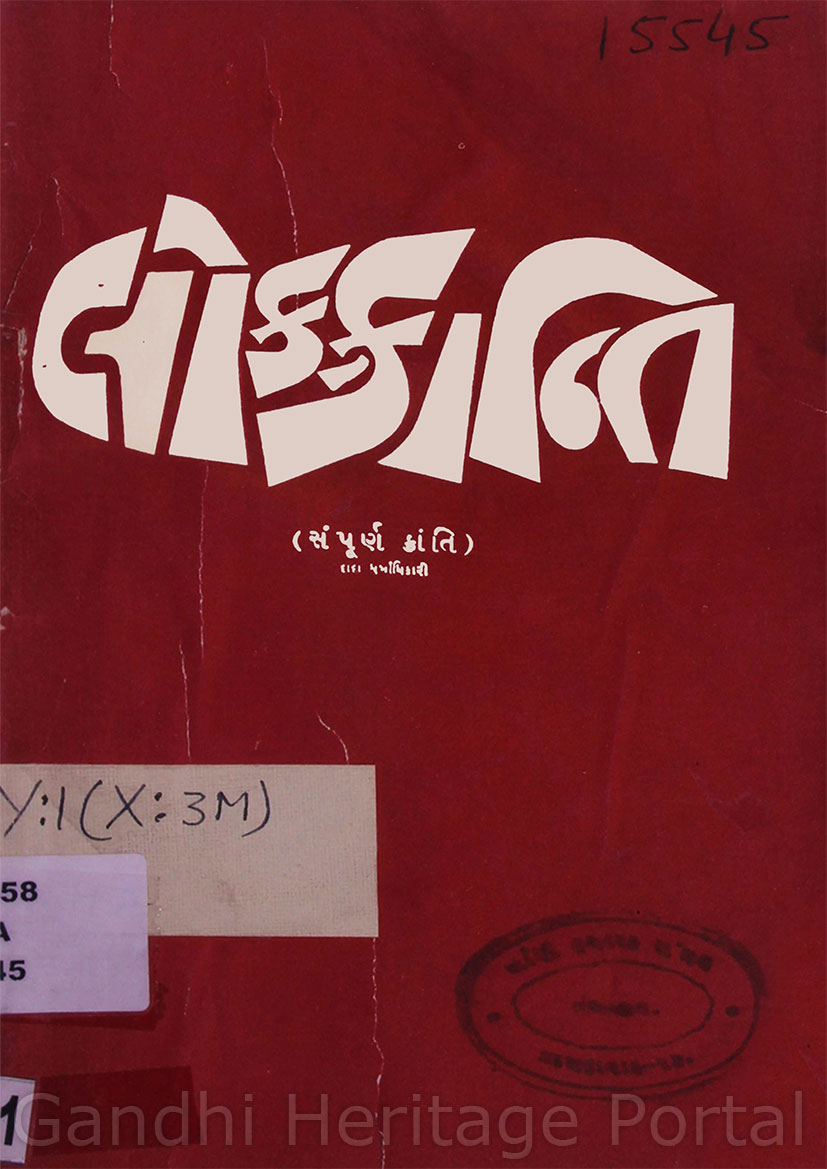 15545
લોકક્રાન્તિ
(સંપૂર્ણ ક્રાંતિ)
દાદા ધર્માધિકારી
Y:1(X:3M)
58
A
45
1
Gandhi Heritage Portal